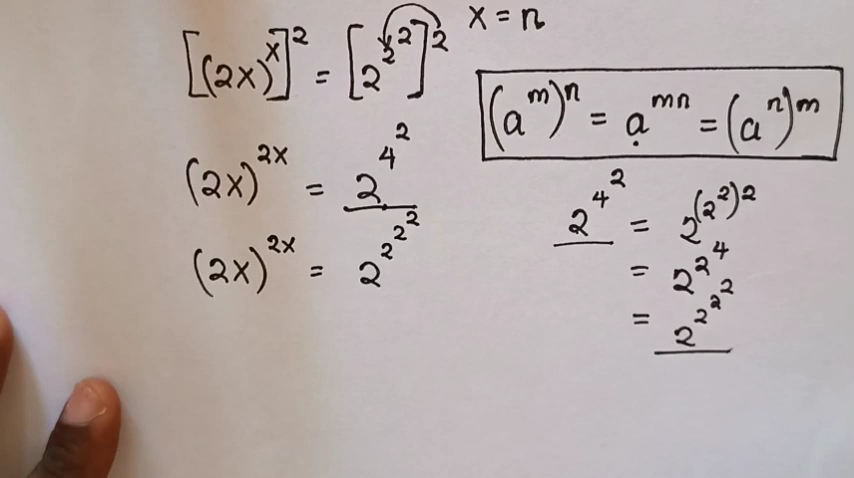 [(2x)^x]^2 = [2^2^2]^2 x = n
(a^m)^n = a^mn = (a^n)^m
(2x)^2x = 2^4^2
(2x)^2x = 2^2^2^2
2^4^2 = 2^(2^2)^2
= 2^2^4
= 2^2^2^2